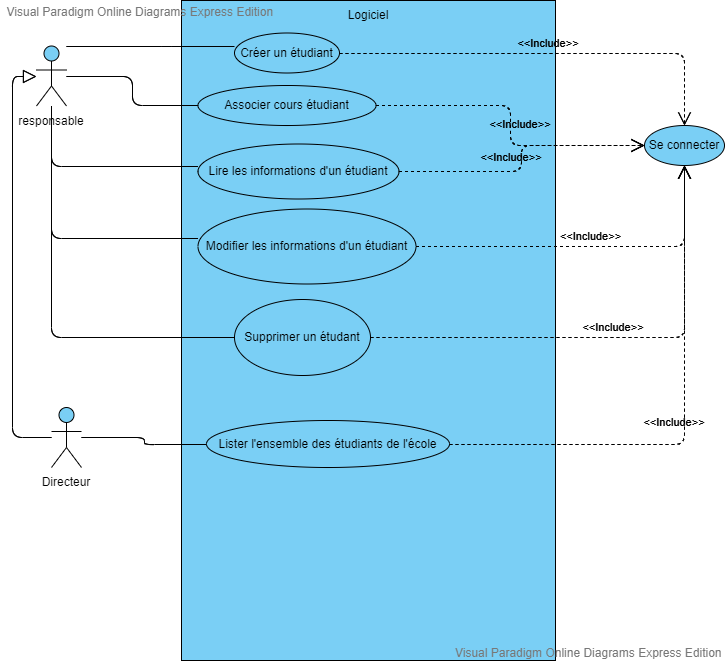 Visual Paradigm Online Diagrams Express Edition
Logiciel
Créer un étudiant
<<Include>>
responsable
Associer cours étudiant
<<Include>>
Se connecter
Lire les informations d'un étudiant
<<Include>>
Modifier les informations d'un étudiant
<<Include>>
Supprimer un étudant
<<Include>>
Directeur
Lister l'ensemble des étudiants de l'école
<<Include>>
Visual Paradigm Online Diagrams Express Edition